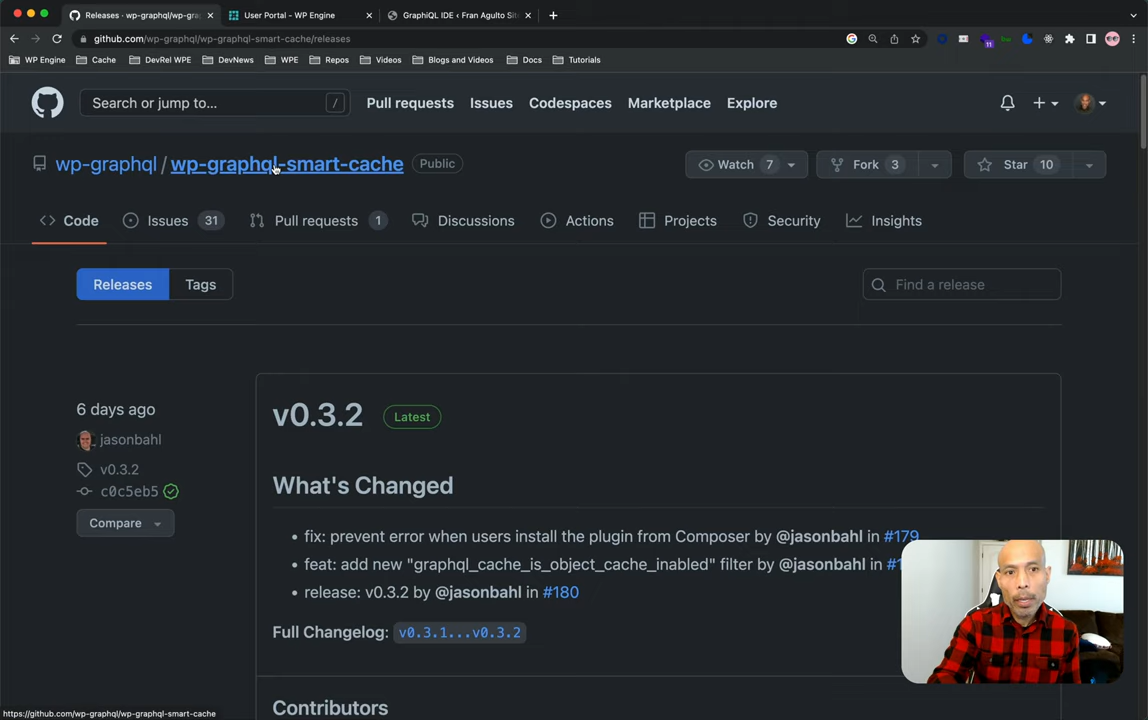 Releases · wp-graphql/wp-gra
User Portal - WP Engine
GraphiQL IDE ‹ Fran Agulto Sit
github.com/wp-graphql/wp-graphql-smart-cache/releases
11
WP Engine
Cache
DevRel WPE
DevNews
WPE
Repos
Videos
Blogs and Videos
Docs
Tutorials
Search or jump to...
/
Pull requests
Issues
Codespaces
Marketplace
Explore
wp-graphql / wp-graphql-smart-cache
Public
Watch 7
Fork 3
Star 10
<> Code
Issues 31
Pull requests 1
Discussions
Actions
Projects
Security
Insights
Releases
Tags
Find a release
6 days ago
jasonbahl
v0.3.2
c0c5eb5
Compare
v0.3.2
Latest
What's Changed
• fix: prevent error when users install the plugin from Composer by @jasonbahl in #179
• feat: add new "graphql_cache_is_object_cache_inabled" filter by @jasonbahl in #1
• release: v0.3.2 by @jasonbahl in #180
Full Changelog: v0.3.1...v0.3.2
Contributors
https://github.com/wp-graphql/wp-graphql-smart-cache